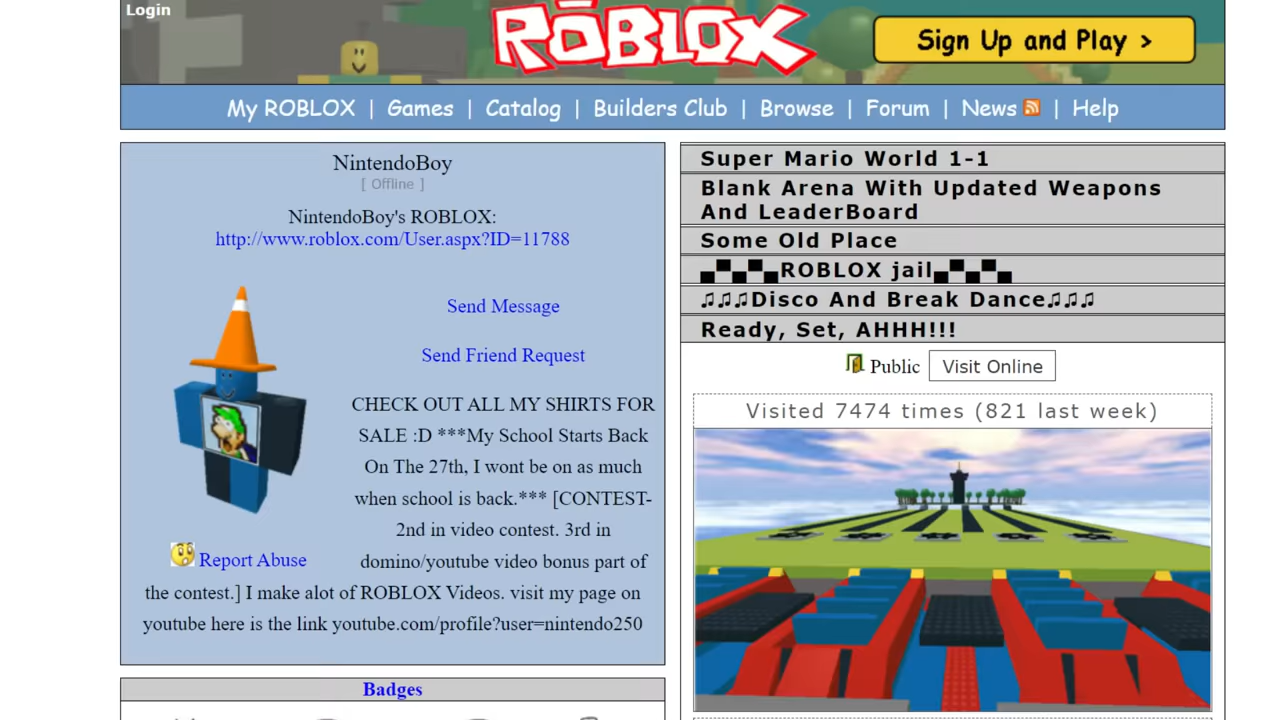 Login
ROBLOX
Sign Up and Play >
My ROBLOX | Games | Catalog | Builders Club | Browse | Forum | News | Help
NintendoBoy
[ Offline ]
NintendoBoy's ROBLOX:
http://www.roblox.com/User.aspx?ID=11788
Send Message
Send Friend Request
CHECK OUT ALL MY SHIRTS FOR
SALE :D ***My School Starts Back
On The 27th, I wont be on as much
when school is back.*** [CONTEST-
2nd in video contest. 3rd in
Report Abuse
domino/youtube video bonus part of
the contest.] I make alot of ROBLOX Videos. visit my page on
youtube here is the link youtube.com/profile?user=nintendo250
Badges
Super Mario World 1-1
Blank Arena With Updated Weapons
And LeaderBoard
Some Old Place
▄▀▄▀▄ROBLOX jail▄▀▄▀▄
♫♫♫Disco And Break Dance♫♫♫
Ready, Set, AHHH!!!
Public
Visit Online
Visited 7474 times (821 last week)